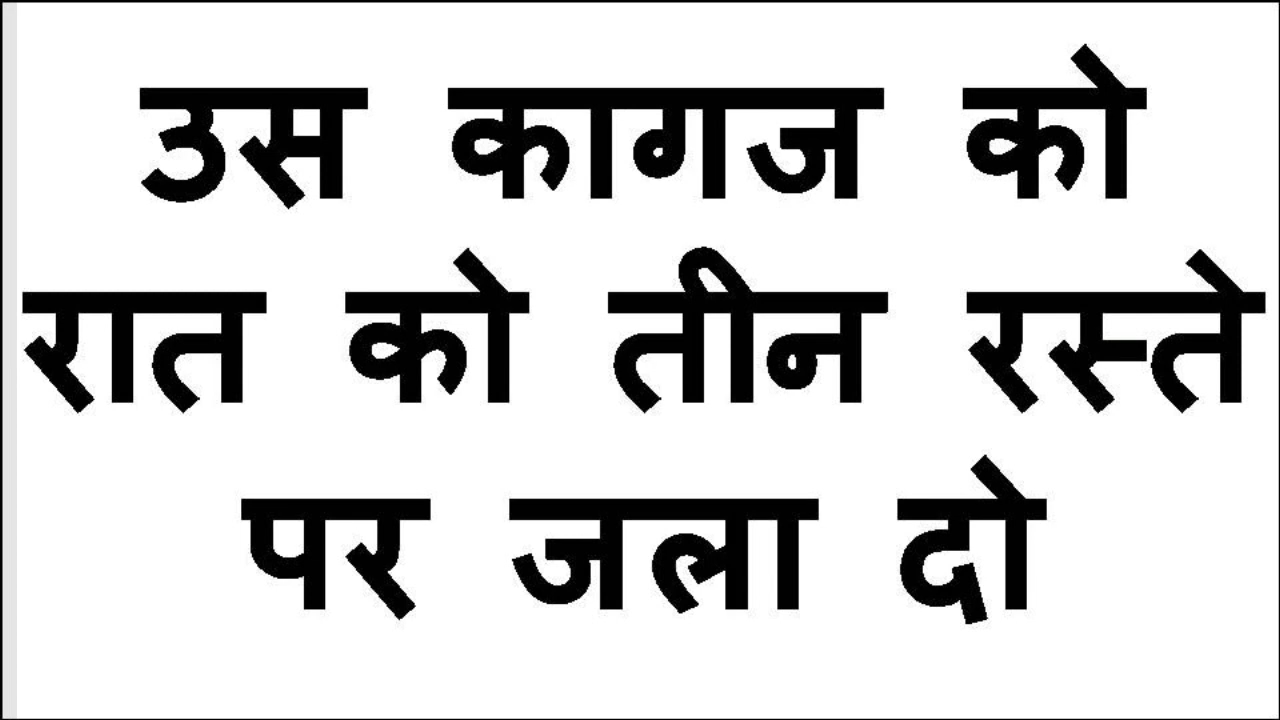 उस कागज को
रात को तीन रस्ते
पर जला दो